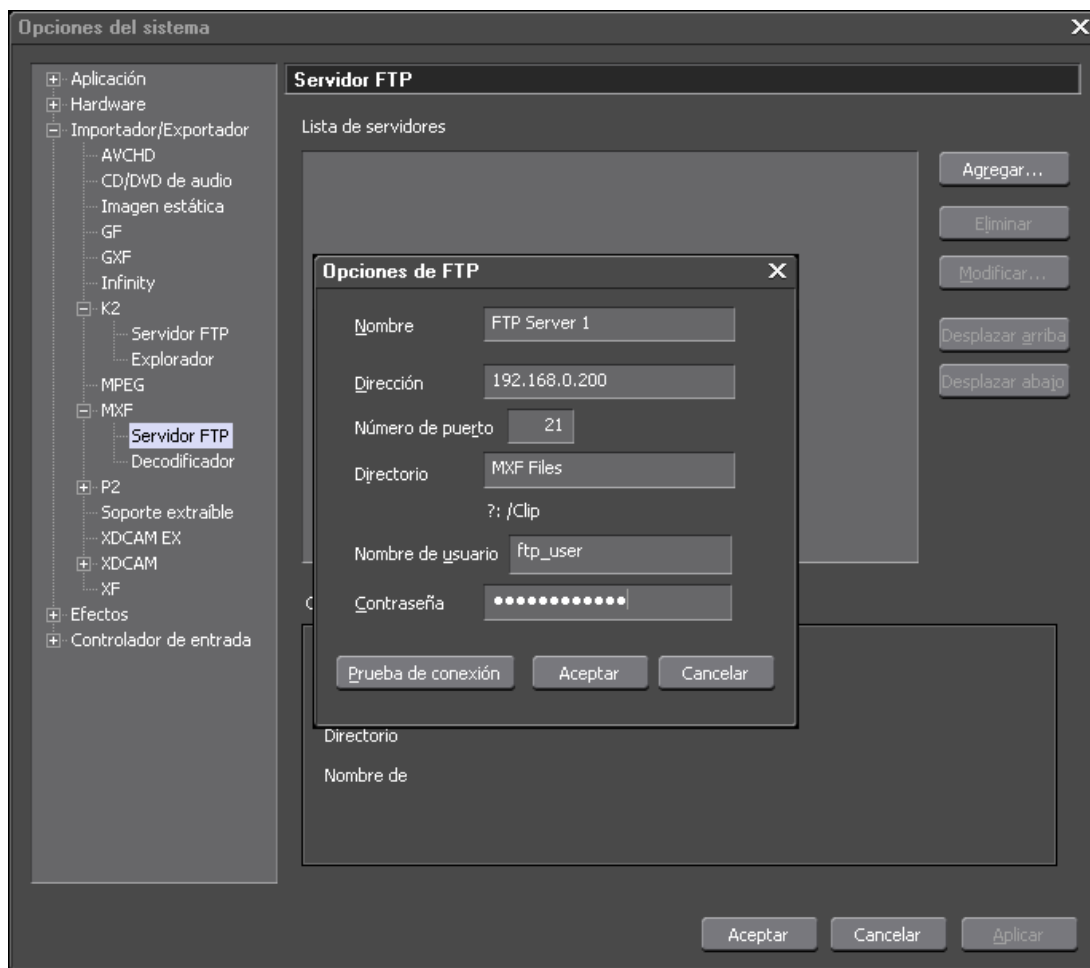 Opciones del sistema
Aplicación
Hardware
Importador/Exportador
AVCHD
CD/DVD de audio
Imagen estática
GF
GXF
Infinity
K2
Servidor FTP
Explorador
MPEG
MXF
Servidor FTP
Decodificador
P2
Soporte extraíble
XDCAM EX
XDCAM
XF
Efectos
Controlador de entrada
Servidor FTP
Lista de servidores
Agregar...
Eliminar
Modificar...
Desplazar arriba
Desplazar abajo
Opciones de FTP
Nombre FTP Server 1
Dirección 192.168.0.200
Número de puerto 21
Directorio MXF Files
?: /Clip
Nombre de usuario ftp_user
Contraseña ●●●●●●●●●●●●
Prueba de conexión Aceptar Cancelar
Directorio
Nombre de
Aceptar Cancelar Aplicar